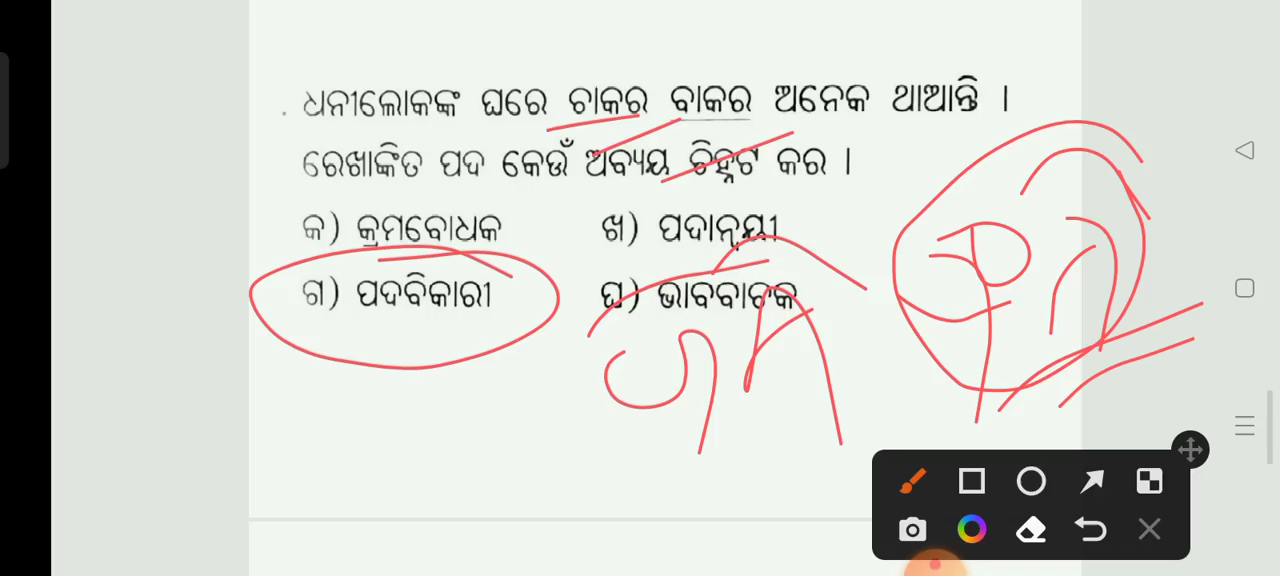 ଧନୀଲୋକଙ୍କ ଘରେ ଚାକର ବାକର ଅନେକ ଥାଆନ୍ତି ।
ରେଖାଙ୍କିତ ପଦ କେଉଁ ଅବ୍ୟୟ ଚିହ୍ନଟ କର ।
କ) କ୍ରମବୋଧକ ଖ) ପଦାନ୍ୱୟୀ
ଗ) ପଦବିକାରୀ ଘ) ଭାବବାଚକ